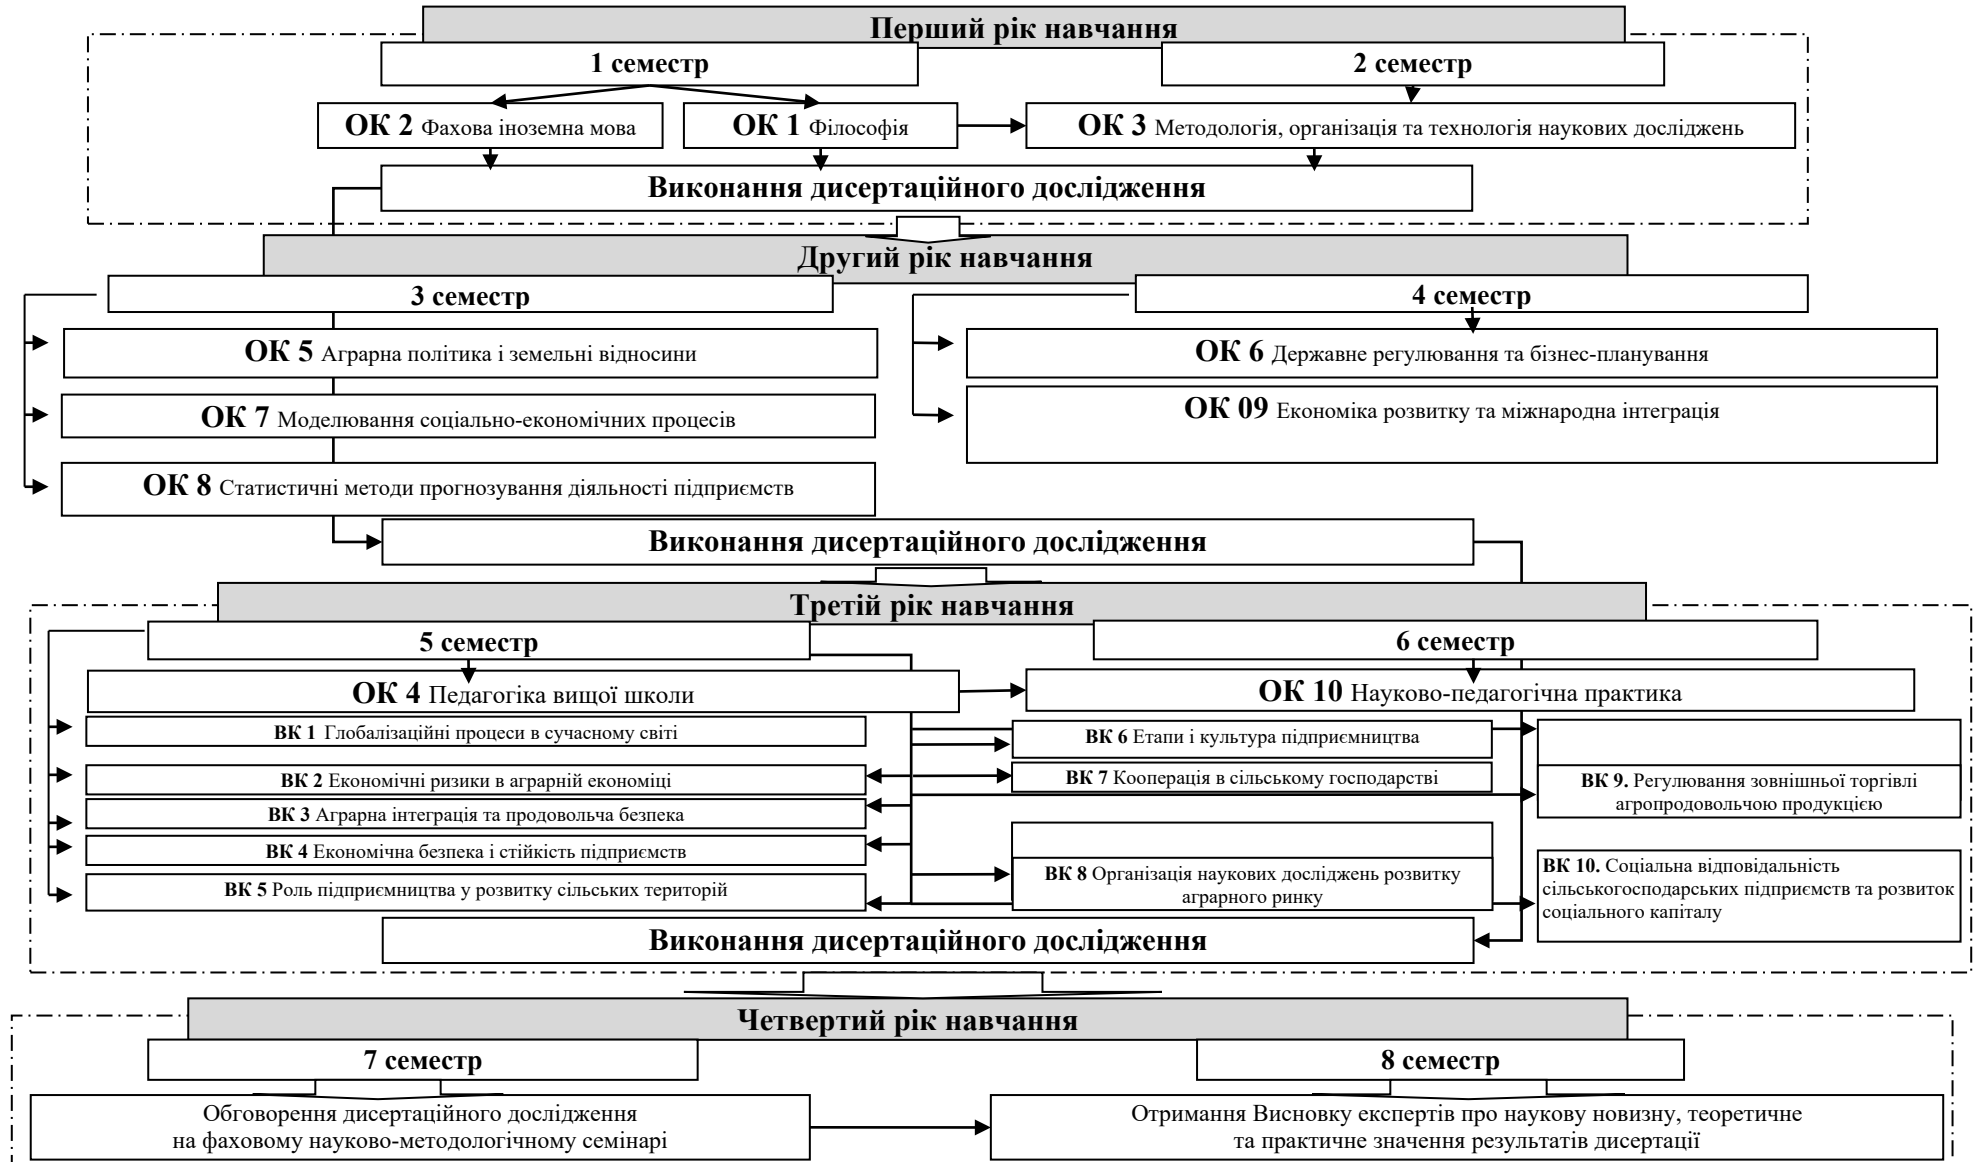 Перший рік навчання
1 семестр
2 семестр
ОК 2 Фахова іноземна мова
ОК 1 Філософія
ОК 3 Методологія, організація та технологія наукових досліджень
Виконання дисертаційного дослідження
Другий рік навчання
3 семестр
4 семестр
ОК 5 Аграрна політика і земельні відносини
ОК 6 Державне регулювання та бізнес-планування
ОК 7 Моделювання соціально-економічних процесів
ОК 09 Економіка розвитку та міжнародна інтеграція
ОК 8 Статистичні методи прогнозування діяльності підприємств
Виконання дисертаційного дослідження
Третій рік навчання
5 семестр
6 семестр
ОК 4 Педагогіка вищої школи
ОК 10 Науково-педагогічна практика
ВК 1 Глобалізаційні процеси в сучасному світі
ВК 2 Економічні ризики в аграрній економіці
ВК 3 Аграрна інтеграція та продовольча безпека
ВК 4 Економічна безпека і стійкість підприємств
ВК 5 Роль підприємництва у розвитку сільських територій
ВК 6 Етапи і культура підприємництва
ВК 7 Кооперація в сільському господарстві
ВК 8 Організація наукових досліджень розвитку
аграрного ринку
ВК 9. Регулювання зовнішньої торгівлі
агропродовольчою продукцією
ВК 10. Соціальна відповідальність
сільськогосподарських підприємств та розвиток
соціального капіталу
Виконання дисертаційного дослідження
Четвертий рік навчання
7 семестр
8 семестр
Обговорення дисертаційного дослідження
на фаховому науково-методологічному семінарі
Отримання Висновку експертів про наукову новизну, теоретичне
та практичне значення результатів дисертації